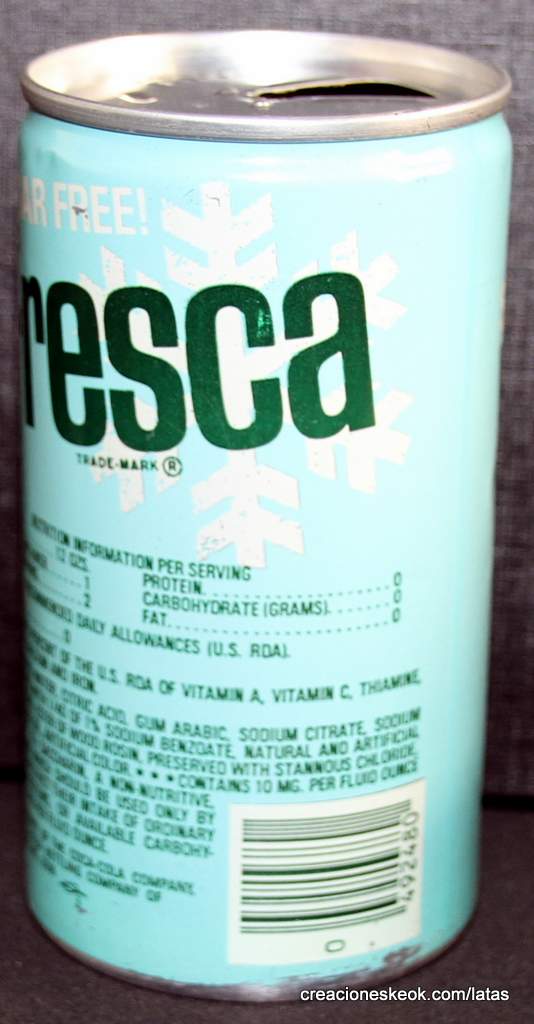 AR FREE!
resca
TRADE-MARK ®
NUTRITION INFORMATION PER SERVING
12 OZS.
1 PROTEIN 0
2 CARBOHYDRATE (GRAMS) 0
0 FAT 0
DAILY ALLOWANCES (U.S. RDA).
OF THE U.S. RDA OF VITAMIN A, VITAMIN C, THIAMINE,
AND IRON.
CITRIC ACID, GUM ARABIC, SODIUM CITRATE, SODIUM
OF 1% SODIUM BENZOATE, NATURAL AND ARTIFICIAL
OF WOOD ROSIN, PRESERVED WITH STANNOUS CHLORIDE,
ARTIFICIAL COLOR. • • • CONTAINS 10 MG. PER FLUID OUNCE
A NON-NUTRITIVE,
SHOULD BE USED ONLY BY
THEIR INTAKE OF ORDINARY
OF AVAILABLE CARBOHY-
OUNCE.
OF THE COCA-COLA COMPANY
COMPANY OF
492480
0
creacioneskeok.com/latas